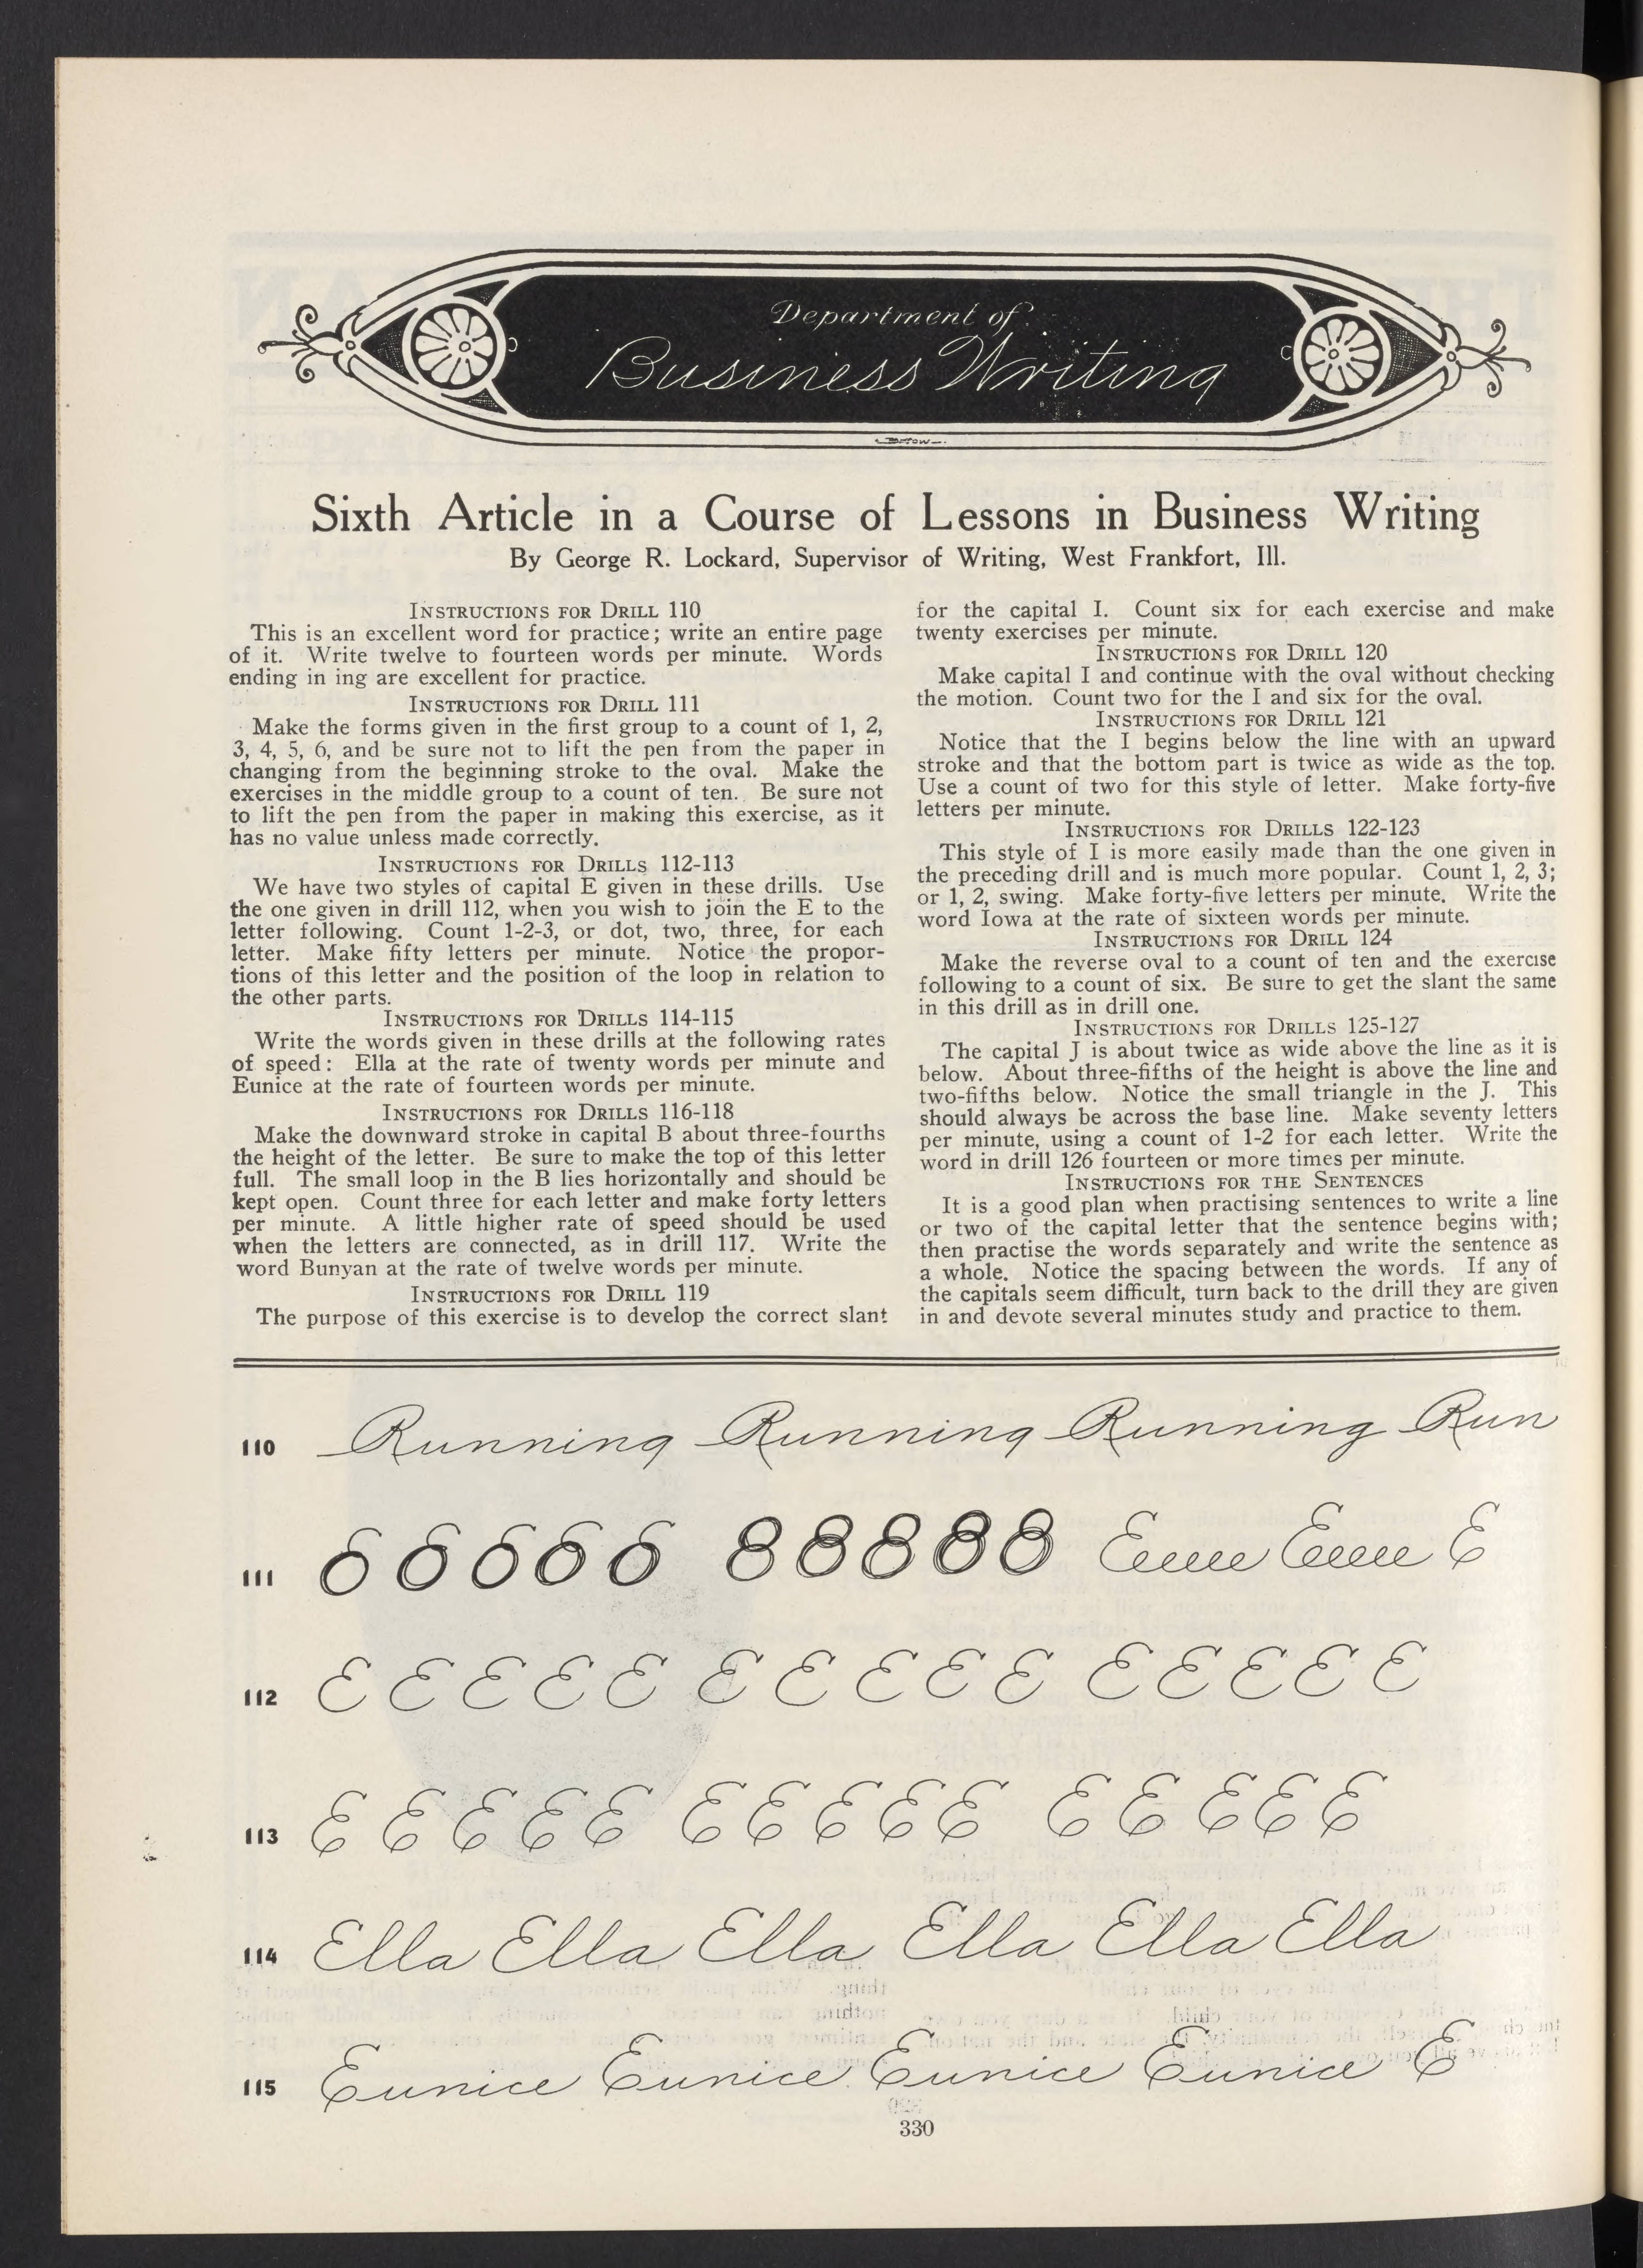 Department of
Business Writing
Sixth Article in a Course of Lessons in Business Writing
By George R. Lockard, Supervisor of Writing, West Frankfort, Ill.
INSTRUCTIONS FOR DRILL 110
This is an excellent word for practice; write an entire page
of it. Write twelve to fourteen words per minute. Words
ending in ing are excellent for practice.
INSTRUCTIONS FOR DRILL 111
Make the forms given in the first group to a count of 1, 2,
3, 4, 5, 6, and be sure not to lift the pen from the paper in
changing from the beginning stroke to the oval. Make the
exercises in the middle group to a count of ten. Be sure not
to lift the pen from the paper in making this exercise, as it
has no value unless made correctly.
INSTRUCTIONS FOR DRILLS 112-113
We have two styles of capital E given in these drills. Use
the one given in drill 112, when you wish to join the E to the
letter following. Count 1-2-3, or dot, two, three, for each
letter. Make fifty letters per minute. Notice the propor-
tions of this letter and the position of the loop in relation to
the other parts.
INSTRUCTIONS FOR DRILLS 114-115
Write the words given in these drills at the following rates
of speed: Ella at the rate of twenty words per minute and
Eunice at the rate of fourteen words per minute.
INSTRUCTIONS FOR DRILLS 116-118
Make the downward stroke in capital B about three-fourths
the height of the letter. Be sure to make the top of this letter
full. The small loop in the B lies horizontally and should be
kept open. Count three for each letter and make forty letters
per minute. A little higher rate of speed should be used
when the letters are connected, as in drill 117. Write the
word Bunyan at the rate of twelve words per minute.
INSTRUCTIONS FOR DRILL 119
The purpose of this exercise is to develop the correct slant
for the capital I. Count six for each exercise and make
twenty exercises per minute.
INSTRUCTIONS FOR DRILL 120
Make capital I and continue with the oval without checking
the motion. Count two for the I and six for the oval.
INSTRUCTIONS FOR DRILL 121
Notice that the I begins below the line with an upward
stroke and that the bottom part is twice as wide as the top.
Use a count of two for this style of letter. Make forty-five
letters per minute.
INSTRUCTIONS FOR DRILLS 122-123
This style of I is more easily made than the one given in
the preceding drill and is much more popular. Count 1, 2, 3;
or 1, 2, swing. Make forty-five letters per minute. Write the
word Iowa at the rate of sixteen words per minute.
INSTRUCTIONS FOR DRILL 124
Make the reverse oval to a count of ten and the exercise
following to a count of six. Be sure to get the slant the same
in this drill as in drill one.
INSTRUCTIONS FOR DRILLS 125-127
The capital J is about twice as wide above the line as it is
below. About three-fifths of the height is above the line and
two-fifths below. Notice the small triangle in the J. This
should always be across the base line. Make seventy letters
per minute, using a count of 1-2 for each letter. Write the
word in drill 126 fourteen or more times per minute.
INSTRUCTIONS FOR THE SENTENCES
It is a good plan when practising sentences to write a line
or two of the capital letter that the sentence begins with;
then practise the words separately and write the sentence as
a whole. Notice the spacing between the words. If any of
the capitals seem difficult, turn back to the drill they are given
in and devote several minutes study and practice to them.
110 Running Running Running Run
111 6 6 6 6 6 8 8 8 8 8 Eeeee Eeeee E
112 E E E E E E E E E E E E E E E
113 E E E E E E E E E E E E E E E
114 Ella Ella Ella Ella Ella Ella
115 Eunice Eunice Eunice Eunice E
330